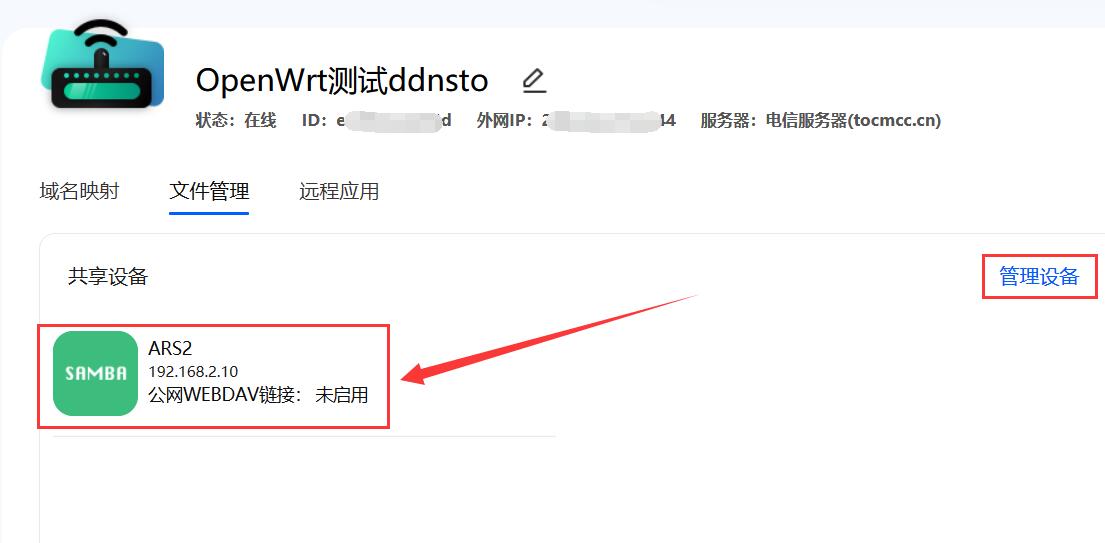 OpenWrt测试ddnsto
状态：在线 ID：e d 外网IP：2 44 服务器：电信服务器(tocmcc.cn)
域名映射 文件管理 远程应用
共享设备 管理设备
SAMBA
ARS2
192.168.2.10
公网WEBDAV链接： 未启用